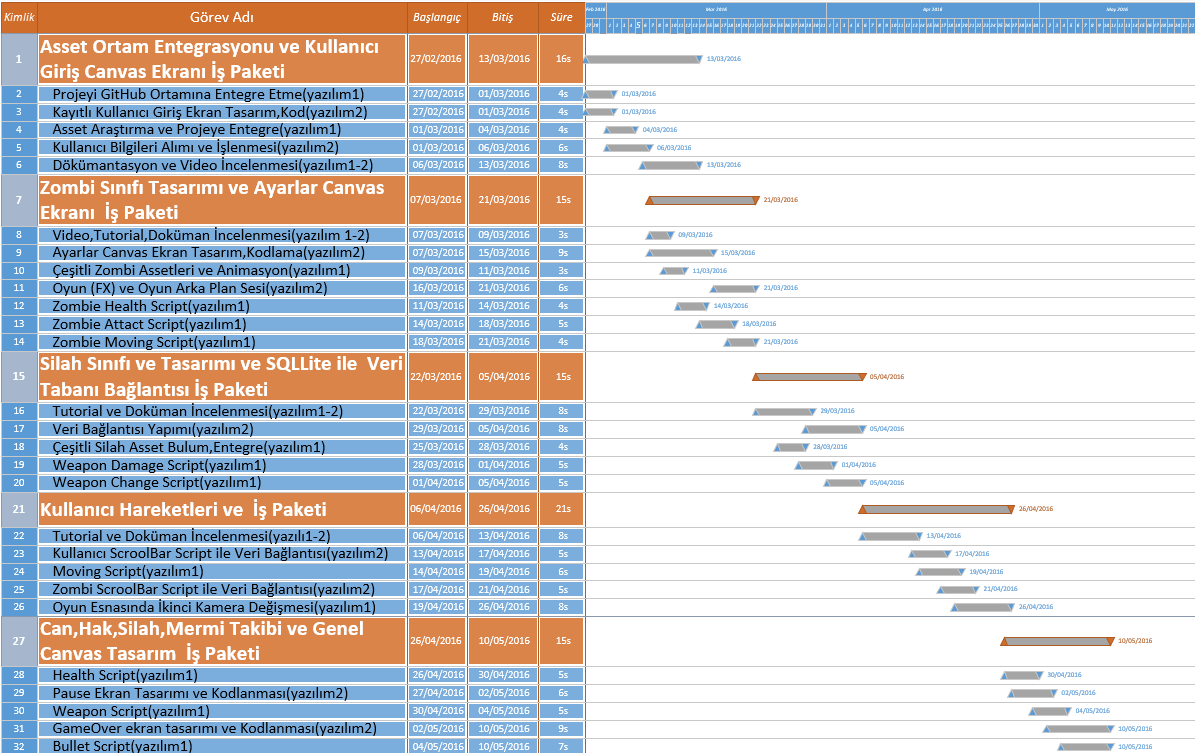 Kimlik Görev Adı Başlangıç Bitiş Süre Feb 2016 Mar 2016 Apr 2016 May 2016
1 Asset Ortam Entegrasyonu ve Kullanıcı Giriş Canvas Ekranı İş Paketi 27/02/2016 13/03/2016 16s 13/03/2016
2 Projeyi GitHub Ortamına Entegre Etme(yazılım1) 27/02/2016 01/03/2016 4s 01/03/2016
3 Kayıtlı Kullanıcı Giriş Ekran Tasarım,Kod(yazılım2) 27/02/2016 01/03/2016 4s 01/03/2016
4 Asset Araştırma ve Projeye Entegre(yazılım1) 01/03/2016 04/03/2016 4s 04/03/2016
5 Kullanıcı Bilgileri Alımı ve İşlenmesi(yazılım2) 01/03/2016 06/03/2016 6s 06/03/2016
6 Dökümantasyon ve Video İncelenmesi(yazılım1-2) 06/03/2016 13/03/2016 8s 13/03/2016
7 Zombi Sınıfı Tasarımı ve Ayarlar Canvas Ekranı İş Paketi 07/03/2016 21/03/2016 15s 21/03/2016
8 Video,Tutorial,Doküman İncelenmesi(yazılım 1-2) 07/03/2016 09/03/2016 3s 09/03/2016
9 Ayarlar Canvas Ekran Tasarım,Kodlama(yazılım2) 07/03/2016 15/03/2016 9s 15/03/2016
10 Çeşitli Zombi Assetleri ve Animasyon(yazılım1) 09/03/2016 11/03/2016 3s 11/03/2016
11 Oyun (FX) ve Oyun Arka Plan Sesi(yazılım2) 16/03/2016 21/03/2016 6s 21/03/2016
12 Zombie Health Script(yazılım1) 11/03/2016 14/03/2016 4s 14/03/2016
13 Zombie Attact Script(yazılım1) 14/03/2016 18/03/2016 5s 18/03/2016
14 Zombie Moving Script(yazılım1) 18/03/2016 21/03/2016 4s 21/03/2016
15 Silah Sınıfı ve Tasarımı ve SQLLite ile Veri Tabanı Bağlantısı İş Paketi 22/03/2016 05/04/2016 15s 05/04/2016
16 Tutorial ve Doküman İncelenmesi(yazılım1-2) 22/03/2016 29/03/2016 8s 29/03/2016
17 Veri Bağlantısı Yapımı(yazılım2) 29/03/2016 05/04/2016 8s 05/04/2016
18 Çeşitli Silah Asset Bulum,Entegre(yazılım1) 25/03/2016 28/03/2016 4s 28/03/2016
19 Weapon Damage Script(yazılım1) 28/03/2016 01/04/2016 5s 01/04/2016
20 Weapon Change Script(yazılım1) 01/04/2016 05/04/2016 5s 05/04/2016
21 Kullanıcı Hareketleri ve İş Paketi 06/04/2016 26/04/2016 21s 26/04/2016
22 Tutorial ve Doküman İncelenmesi(yazılı1-2) 06/04/2016 13/04/2016 8s 13/04/2016
23 Kullanıcı ScroolBar Script ile Veri Bağlantısı(yazılım2) 13/04/2016 17/04/2016 5s 17/04/2016
24 Moving Script(yazılım1) 14/04/2016 19/04/2016 6s 19/04/2016
25 Zombi ScroolBar Script ile Veri Bağlantısı(yazılım2) 17/04/2016 21/04/2016 5s 21/04/2016
26 Oyun Esnasında İkinci Kamera Değişmesi(yazılım1) 19/04/2016 26/04/2016 8s 26/04/2016
27 Can,Hak,Silah,Mermi Takibi ve Genel Canvas Tasarım İş Paketi 26/04/2016 10/05/2016 15s 10/05/2016
28 Health Script(yazılım1) 26/04/2016 30/04/2016 5s 30/04/2016
29 Pause Ekran Tasarımı ve Kodlanması(yazılım2) 27/04/2016 02/05/2016 6s 02/05/2016
30 Weapon Script(yazılım1) 30/04/2016 04/05/2016 5s 04/05/2016
31 GameOver ekran tasarımı ve Kodlanması(yazılım2) 02/05/2016 10/05/2016 9s 10/05/2016
32 Bullet Script(yazılım1) 04/05/2016 10/05/2016 7s 10/05/2016